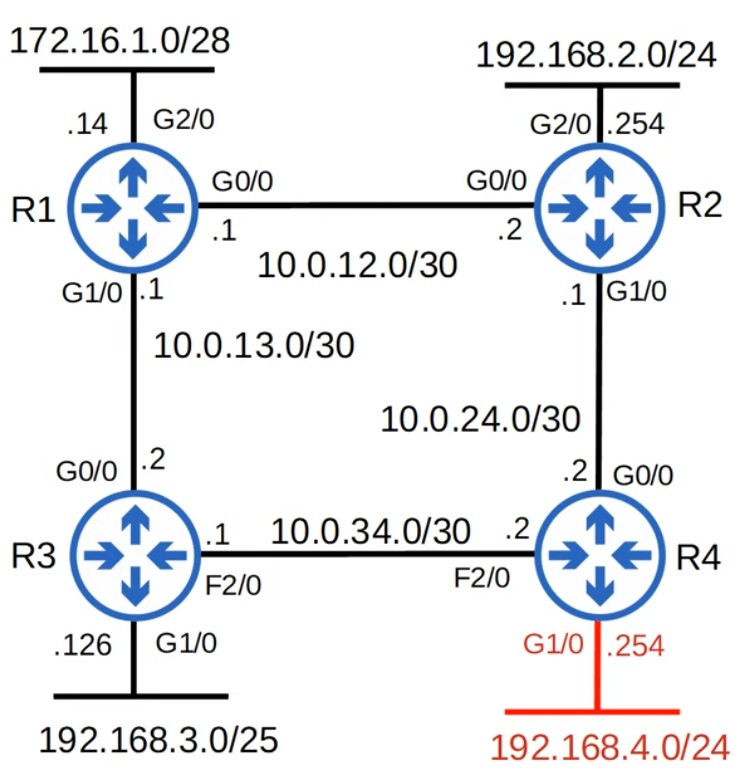 172.16.1.0/28
192.168.2.0/24
.14
G2/0
G2/0
.254
R1
G0/0
G0/0
R2
.1
.2
10.0.12.0/30
G1/0
.1
.1
G1/0
10.0.13.0/30
10.0.24.0/30
G0/0
.2
.2
G0/0
R3
.1
10.0.34.0/30
.2
R4
F2/0
F2/0
.126
G1/0
G1/0
.254
192.168.3.0/25
192.168.4.0/24